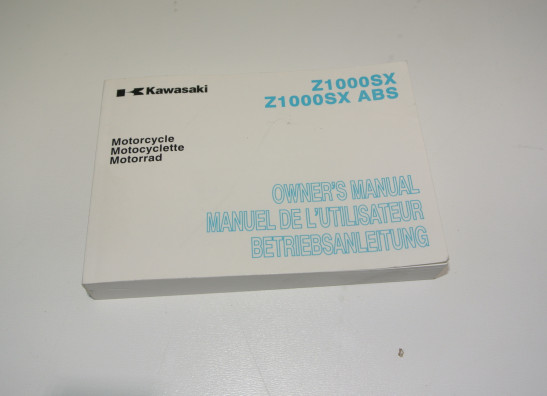 Kawasaki
Z1000SX
Z1000SX ABS
Motorcycle
Motocyclette
Motorrad
OWNER'S MANUAL
MANUEL DE L'UTILISATEUR
BETRIEBSANLEITUNG